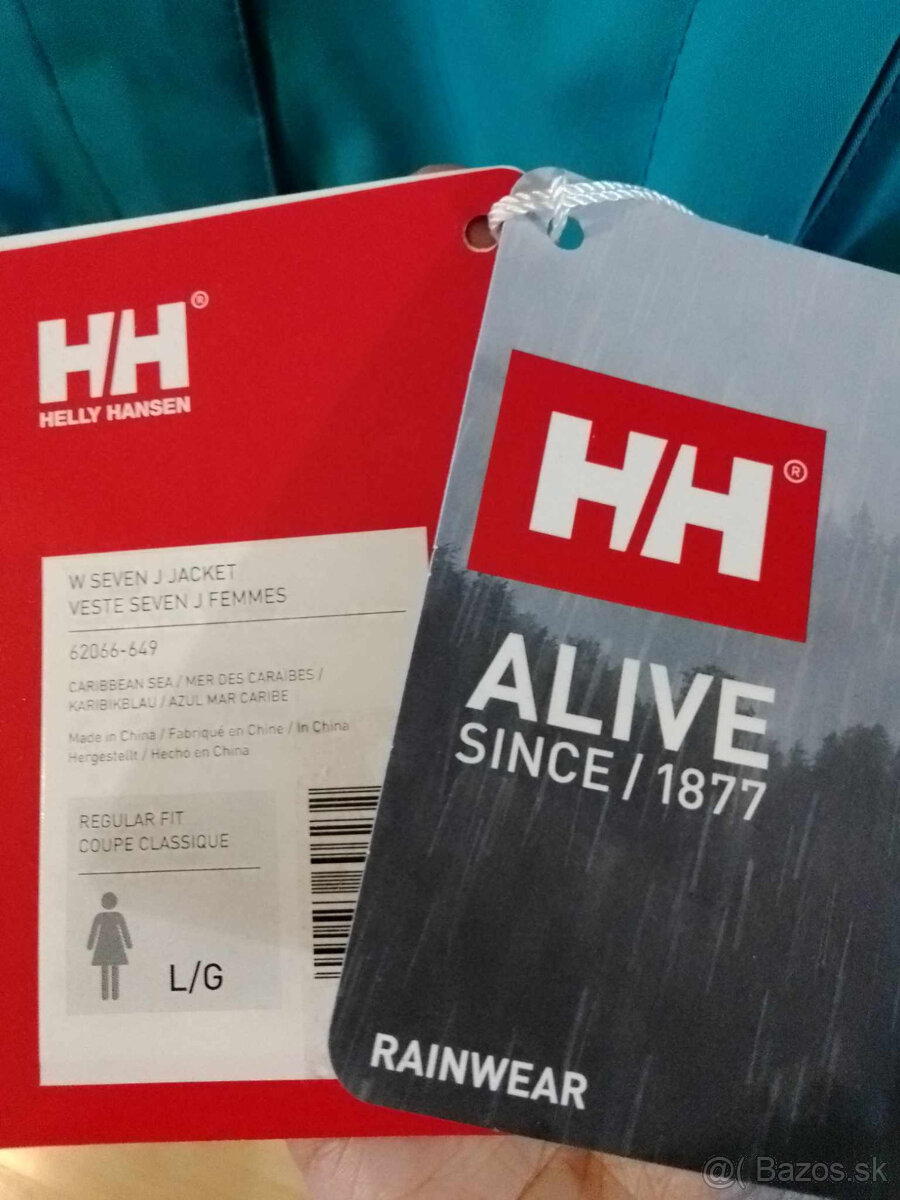 HH®
HELLY HANSEN
W SEVEN J JACKET
VESTE SEVEN J FEMMES
62066-649
CARIBBEAN SEA / MER DES CARAIBES /
KARIBIKBLAU / AZUL MAR CARIBE
Made in China / Fabriqué en Chine / In China
Hergestellt / Hecho en China
REGULAR FIT
COUPE CLASSIQUE
L/G
HH®
ALIVE
SINCE / 1877
RAINWEAR
@( Bazos.sk